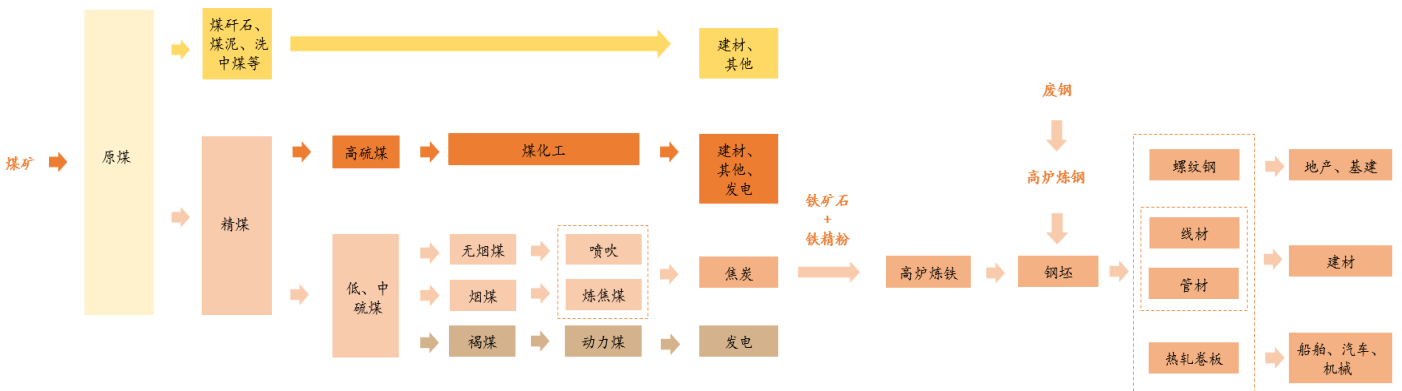 煤矿
原煤
煤矸石、
煤泥、洗
中煤等
建材、
其他
精煤
高硫煤
煤化工
建材、
其他、
发电
低、中
硫煤
无烟煤
喷吹
烟煤
炼焦煤
褐煤
动力煤
发电
焦炭
铁矿石
+
铁精粉
高炉炼铁
废钢
高炉炼钢
钢坯
螺纹钢
地产、基建
线材
管材
建材
热轧卷板
船舶、汽车、
机械